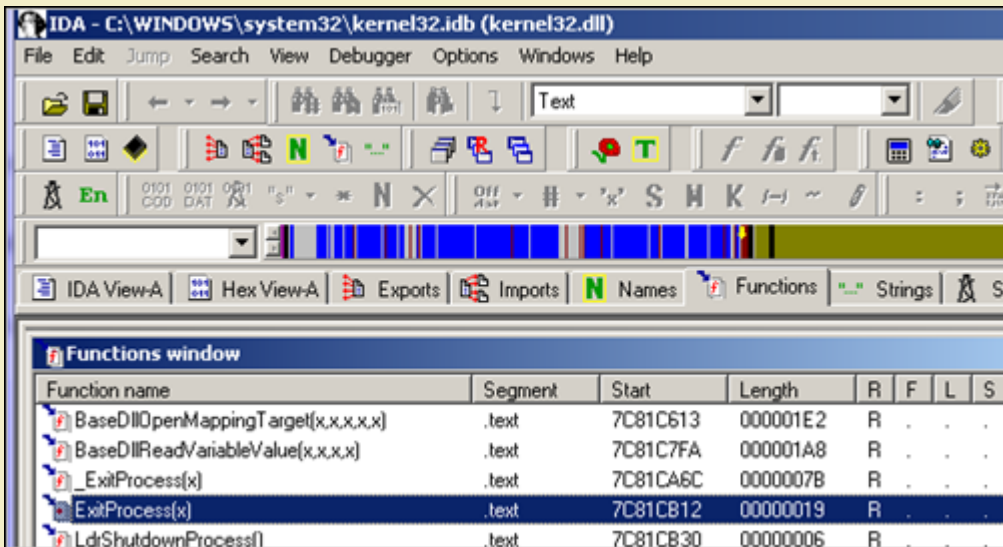 IDA - C:\WINDOWS\system32\kernel32.idb (kernel32.dll)
File Edit Jump Search View Debugger Options Windows Help
Text
N T f
En "s" * N X # 'x' S M K ~ : ;
IDA View-A Hex View-A Exports Imports N Names Functions "..." Strings S
Functions window
Function name Segment Start Length R F L S
BaseDllOpenMappingTarget(x,x,x,x,x) .text 7C81C613 000001E2 R . . .
BaseDllReadVariableValue(x,x,x,x) .text 7C81C7FA 000001A8 R . . .
_ExitProcess(x) .text 7C81CA6C 0000007B R . . .
ExitProcess(x) .text 7C81CB12 00000019 R . . .
LdrShutdownProcess() .text 7C81CB30 00000006 R . . .